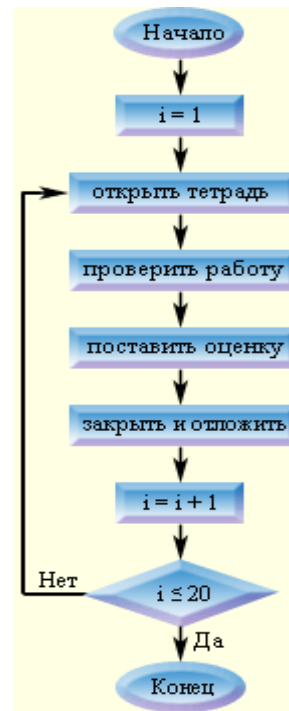 Начало
i = 1
открыть тетрадь
проверить работу
поставить оценку
закрыть и отложить
i = i + 1
i ≤ 20
Нет
Да
Конец